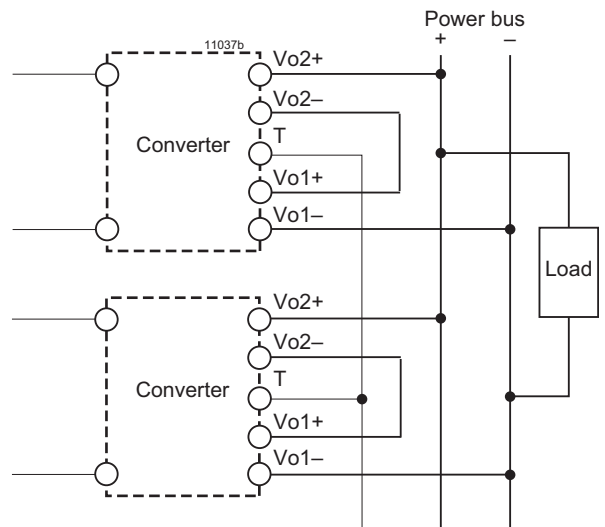 Power bus
+ –
11037b
Vo2+
Vo2–
T
Converter
Vo1+
Vo1–
Load
Vo2+
Vo2–
T
Converter
Vo1+
Vo1–